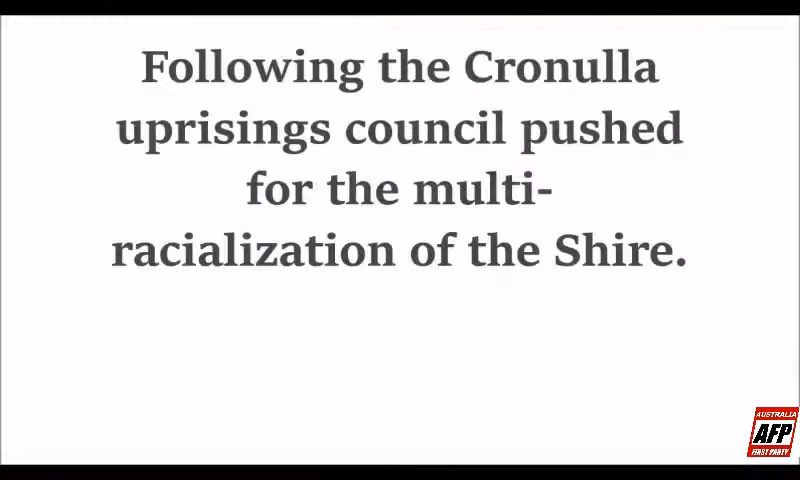 Following the Cronulla
uprisings council pushed
for the multi-
racialization of the Shire.
AUSTRALIA
AFP
FIRST PARTY